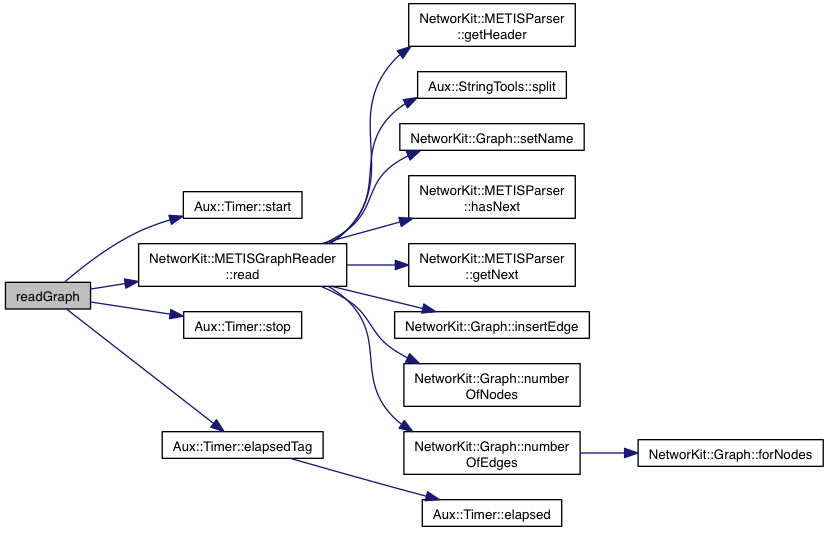 NetworKit::METISParser
::getHeader
Aux::StringTools::split
NetworKit::Graph::setName
NetworKit::METISParser
::hasNext
Aux::Timer::start
NetworKit::METISGraphReader
::read
NetworKit::METISParser
::getNext
readGraph
Aux::Timer::stop
NetworKit::Graph::insertEdge
NetworKit::Graph::number
OfNodes
Aux::Timer::elapsedTag
NetworKit::Graph::number
OfEdges
NetworKit::Graph::forNodes
Aux::Timer::elapsed